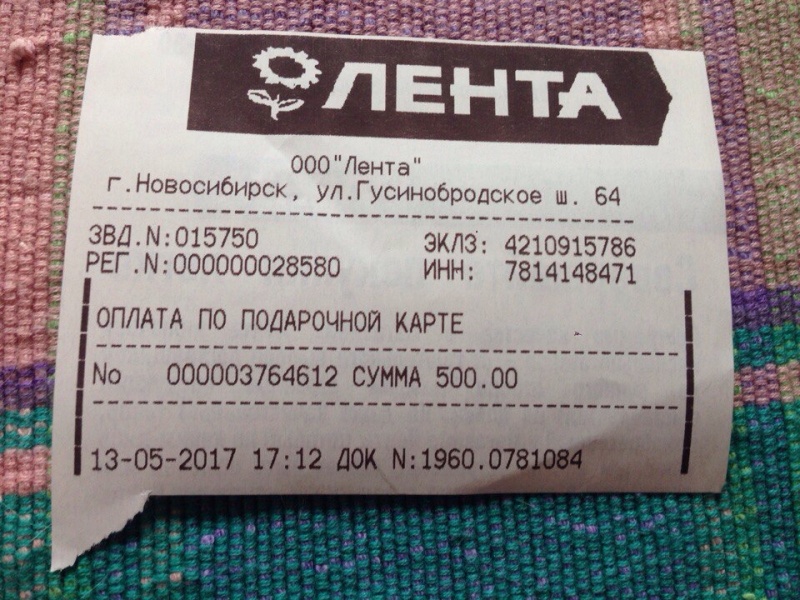 ЛЕНТА
ООО"Лента"
г.Новосибирск, ул.Гусинобродское ш. 64
ЗВД.N:015750 ЭКЛЗ: 4210915786
РЕГ.N:000000028580 ИНН: 7814148471
ОПЛАТА ПО ПОДАРОЧНОЙ КАРТЕ
No 000003764612 СУММА 500.00
13-05-2017 17:12 ДОК N:1960.0781084